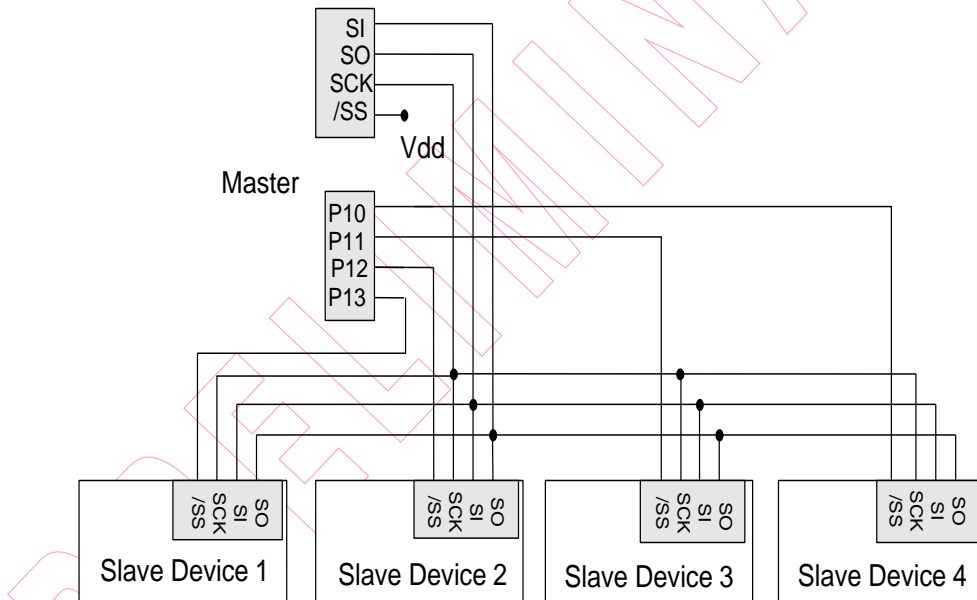 SI
SO
SCK
/SS
Vdd
Master
P10
P11
P12
P13
/SS
SCK
SI
SO
/SS
SCK
SI
SO
/SS
SCK
SI
SO
/SS
SCK
SI
SO
Slave Device 1
Slave Device 2
Slave Device 3
Slave Device 4